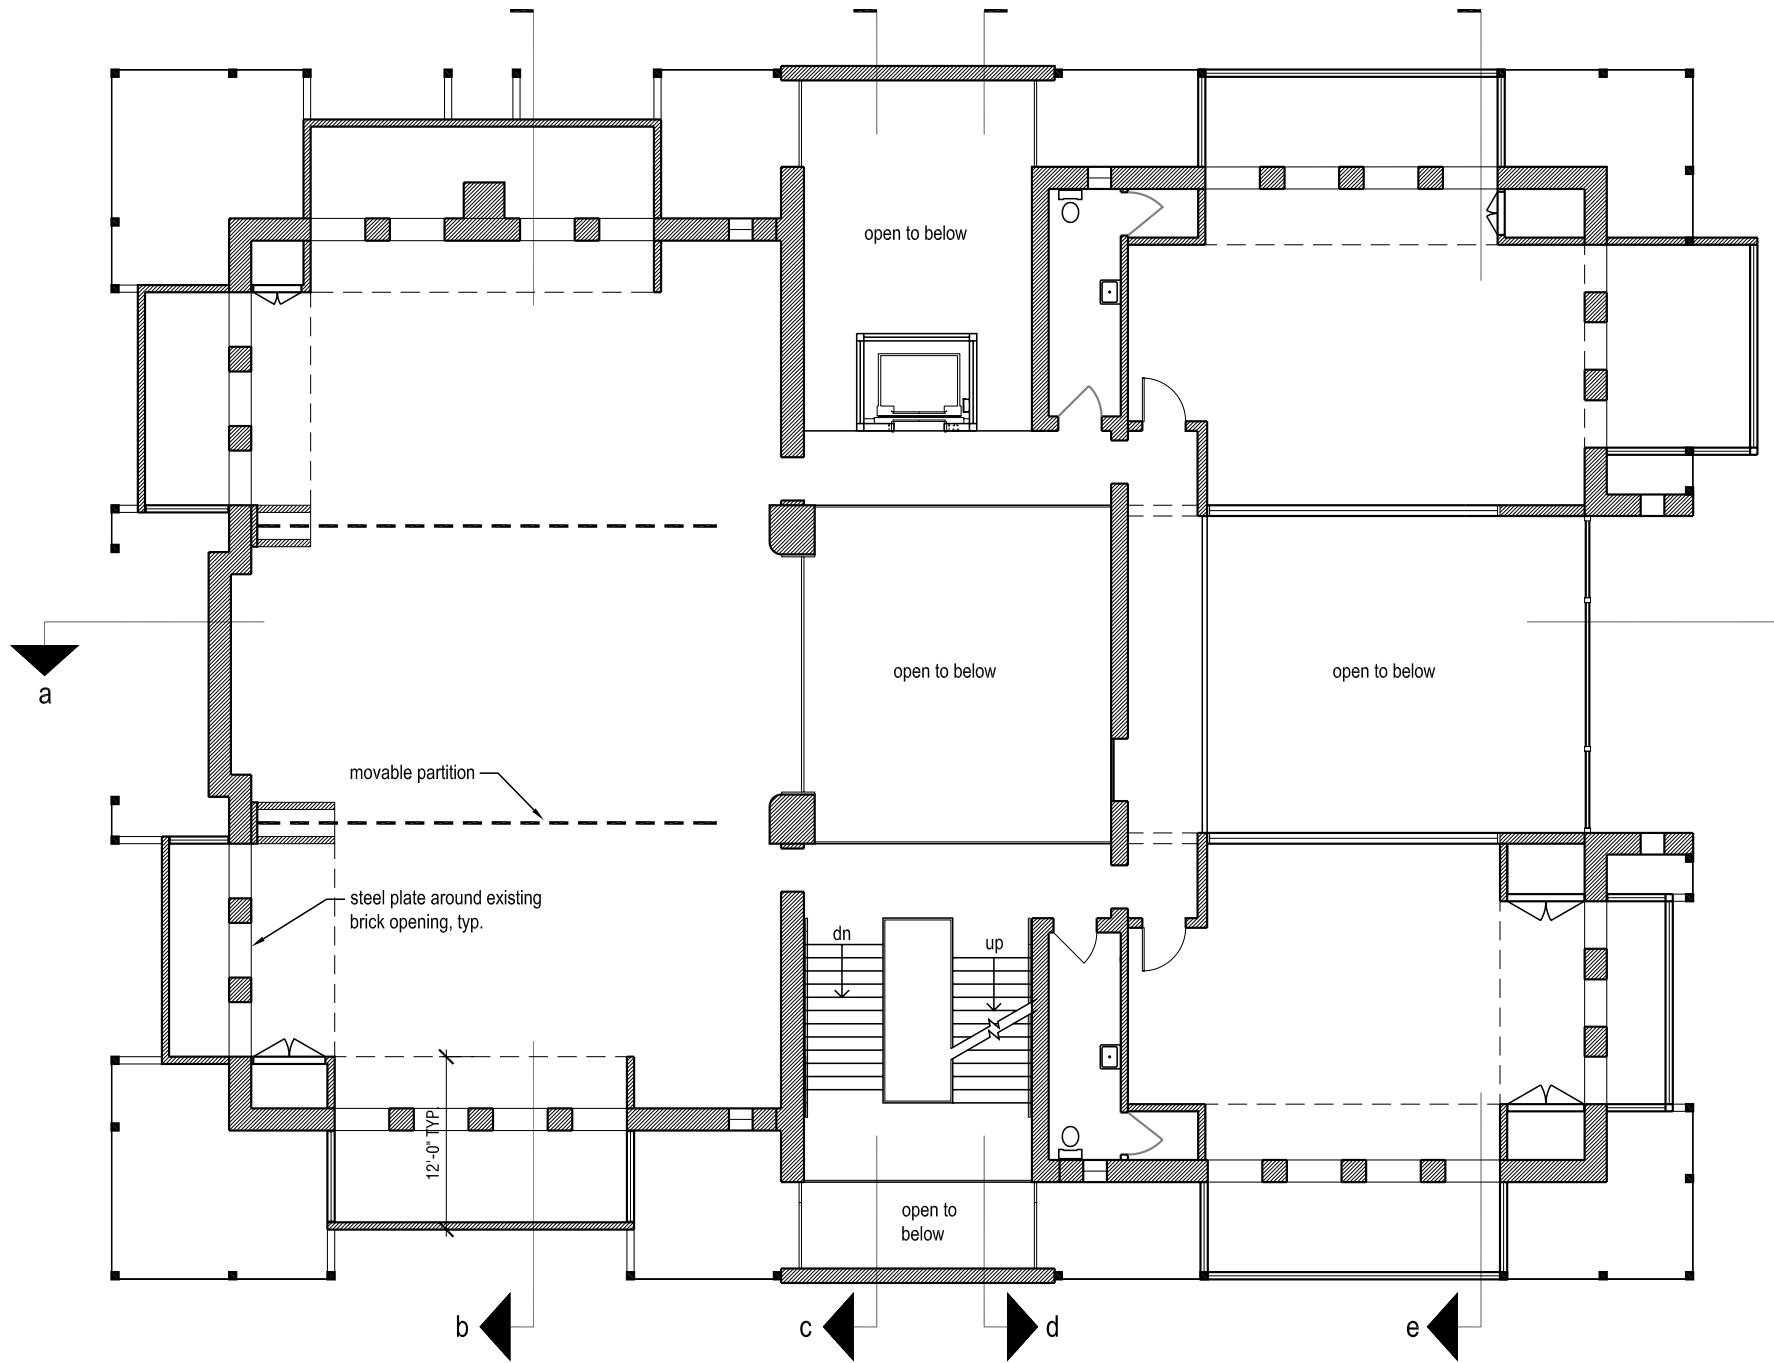 open to below
a
open to below
open to below
movable partition
steel plate around existing
brick opening, typ.
dn
up
12'-0" TYP.
open to
below
b
c
d
e